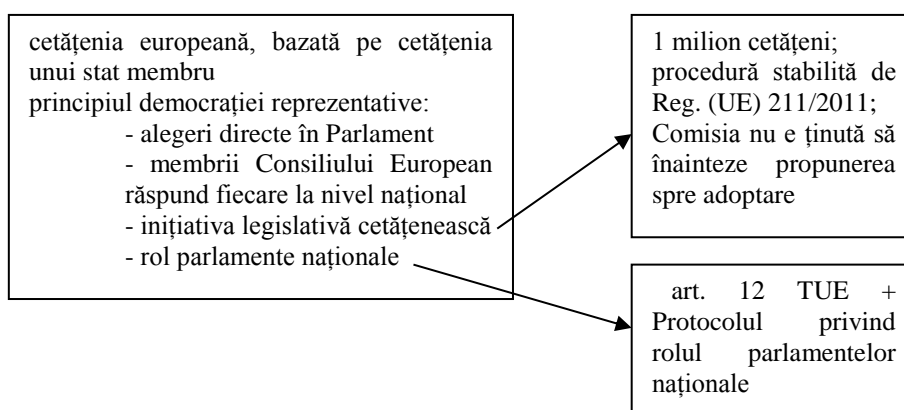 cetățenia europeană, bazată pe cetățenia
unui stat membru
principiul democrației reprezentative:
- alegeri directe în Parlament
- membrii Consiliului European
răspund fiecare la nivel național
- inițiativa legislativă cetățenească
- rol parlamente naționale
1 milion cetățeni;
procedură stabilită de
Reg. (UE) 211/2011;
Comisia nu e ținută să
înainteze propunerea
spre adoptare
art. 12 TUE +
Protocolul privind
rolul parlamentelor
naționale